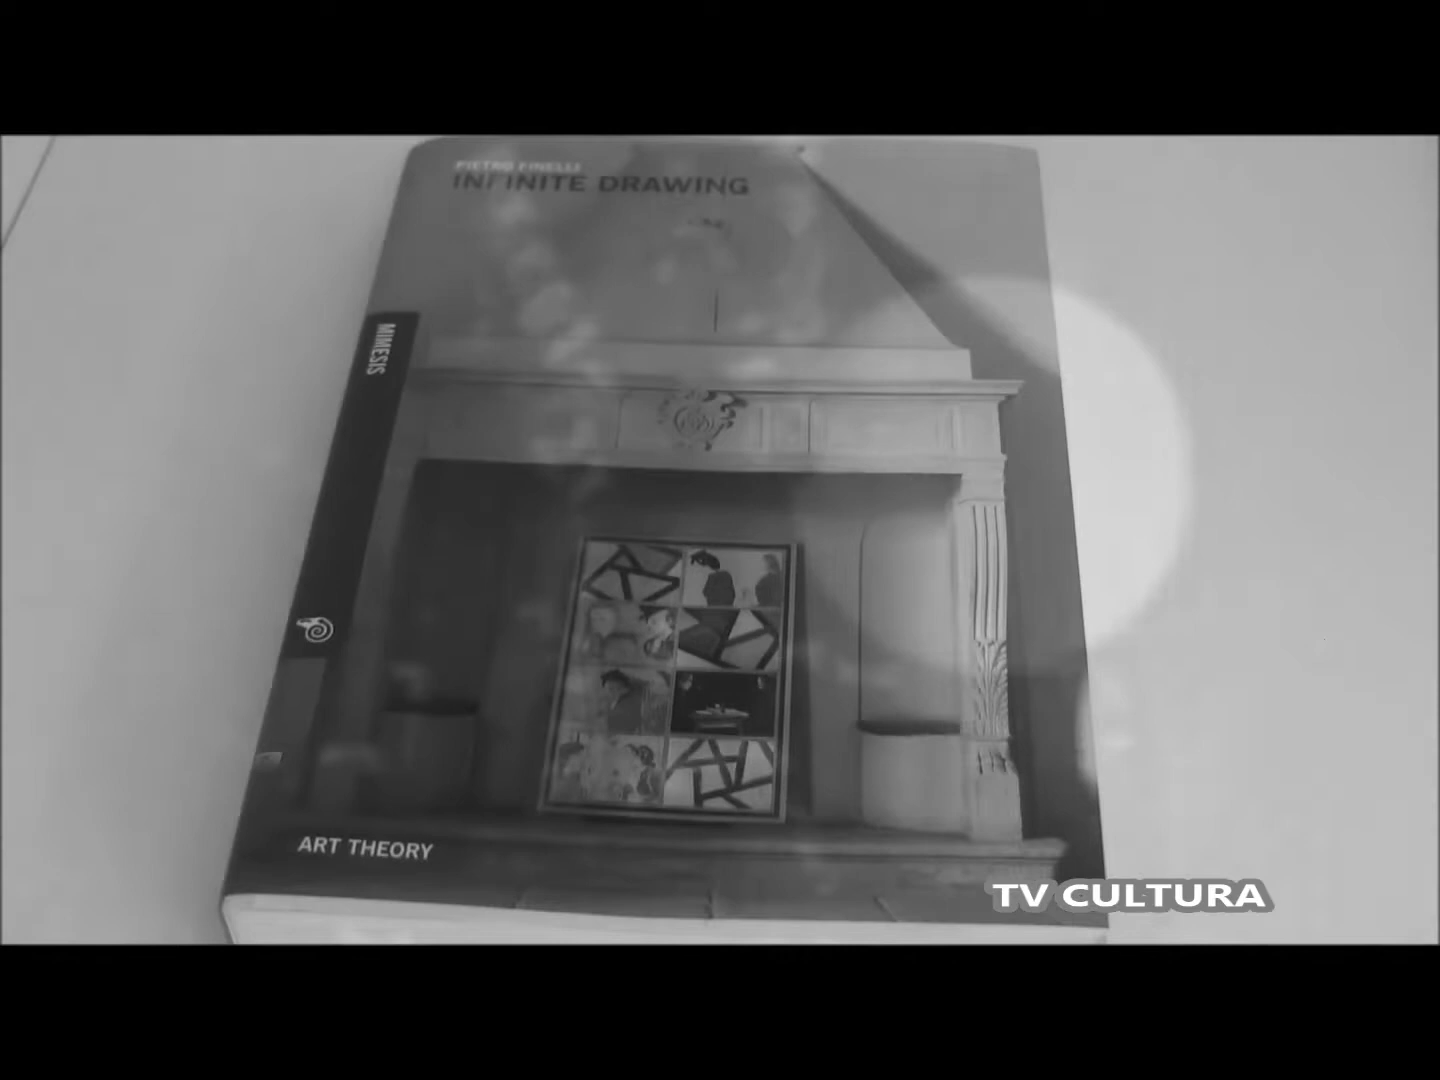 PIETRO FINELLI
INFINITE DRAWING
MIMESIS
ART THEORY
TV CULTURA